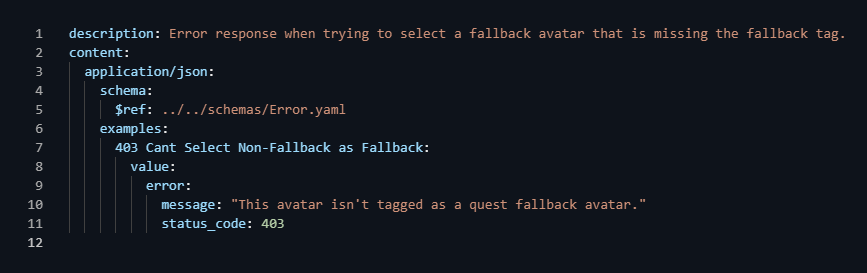 1 description: Error response when trying to select a fallback avatar that is missing the fallback tag.
2 content:
3 application/json:
4 schema:
5 $ref: ../../schemas/Error.yaml
6 examples:
7 403 Cant Select Non-Fallback as Fallback:
8 value:
9 error:
10 message: "This avatar isn't tagged as a quest fallback avatar."
11 status_code: 403
12